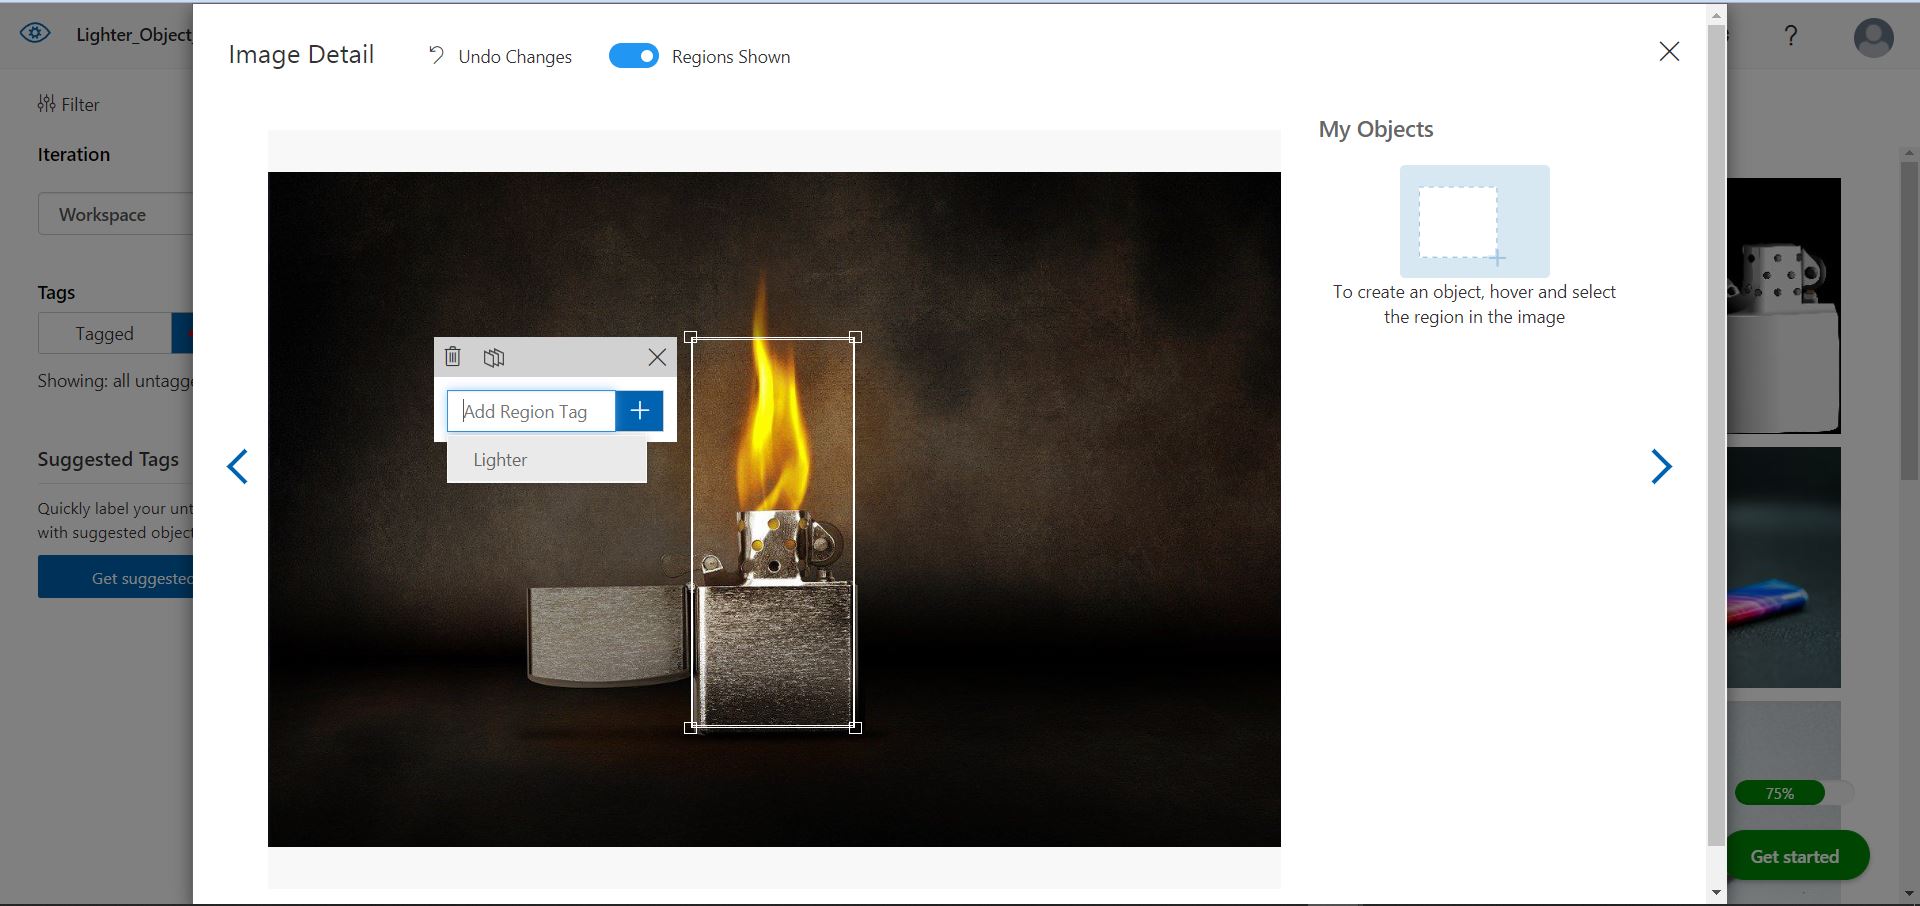 Lighter_Object
Image Detail
Undo Changes
Regions Shown
?
Filter
Iteration
Workspace
Tags
Tagged
Showing: all untagge
Suggested Tags
Quickly label your unt
with suggested object
Get suggested
Add Region Tag
Lighter
My Objects
To create an object, hover and select
the region in the image
75%
Get started